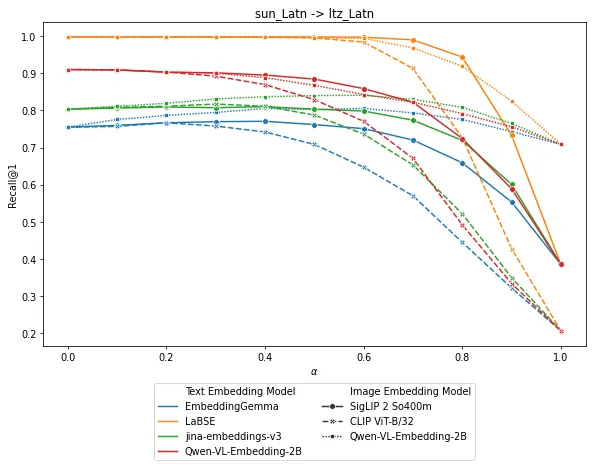 sun_Latn -> ltz_Latn
Recall@1
1.0
0.9
0.8
0.7
0.6
0.5
0.4
0.3
0.2
0.0 0.2 0.4 0.6 0.8 1.0
α
Text Embedding Model
EmbeddingGemma
LaBSE
jina-embeddings-v3
Qwen-VL-Embedding-2B
Image Embedding Model
SigLIP 2 So400m
CLIP ViT-B/32
Qwen-VL-Embedding-2B